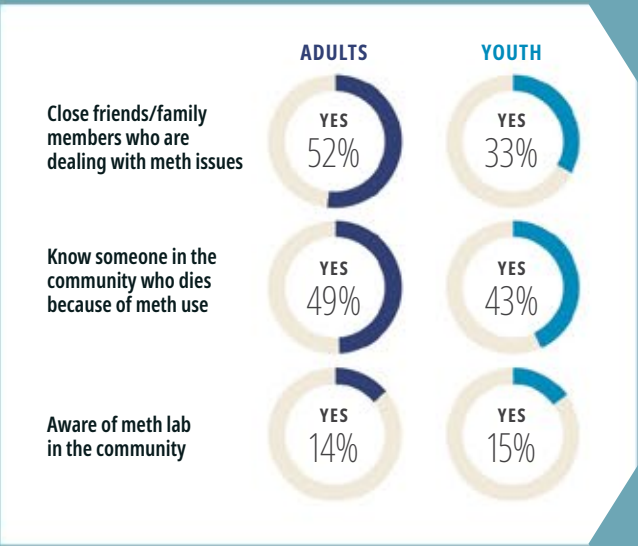 ADULTS YOUTH
Close friends/family
members who are
dealing with meth issues
YES
52%
YES
33%
Know someone in the
community who dies
because of meth use
YES
49%
YES
43%
Aware of meth lab
in the community
YES
14%
YES
15%